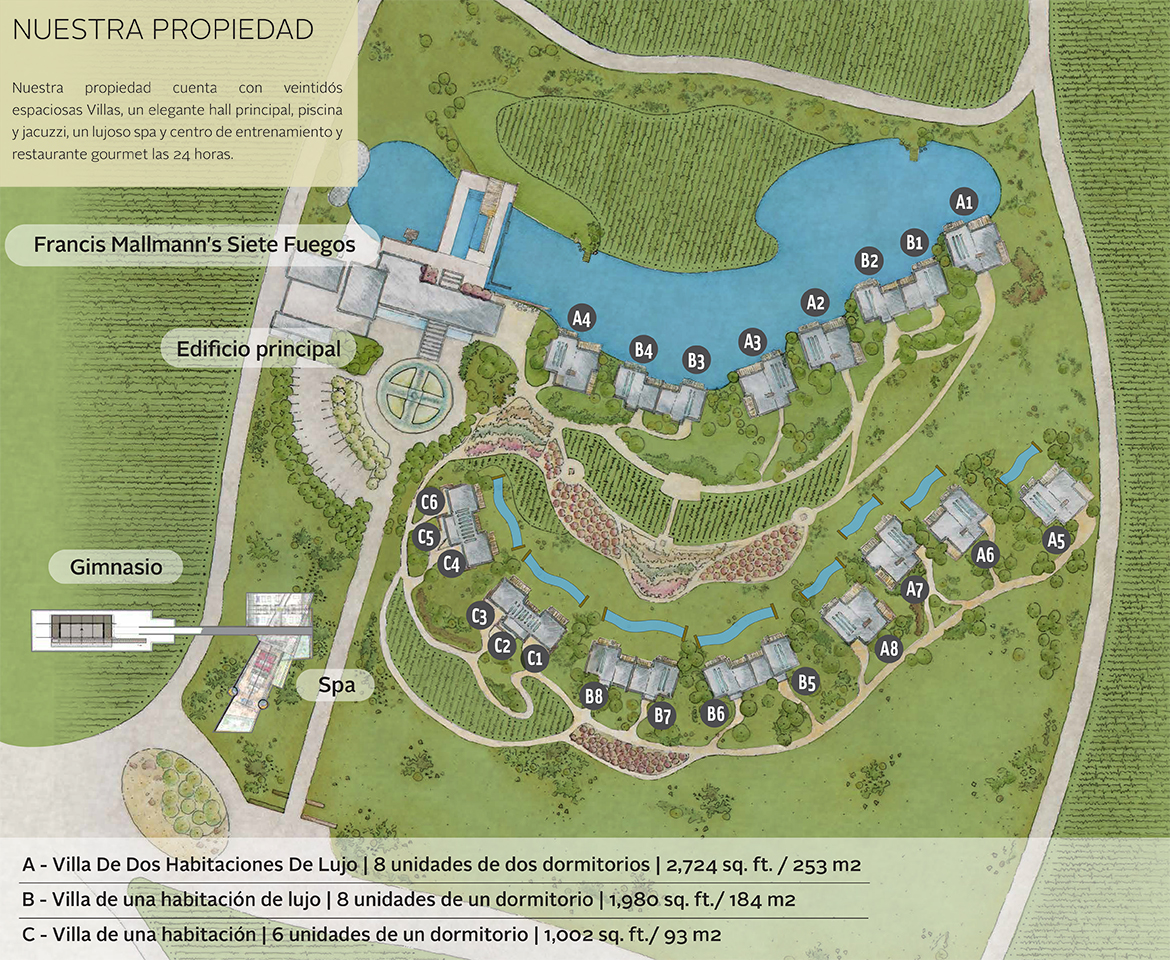 NUESTRA PROPIEDAD
Nuestra propiedad cuenta con veintidós
espaciosas Villas, un elegante hall principal, piscina
y jacuzzi, un lujoso spa y centro de entrenamiento y
restaurante gourmet las 24 horas.
A1
Francis Mallmann's Siete Fuegos
B1
B2
A2
A4
A3
Edificio principal
B4
B3
C6
C5
A5
A6
C4
Gimnasio
A7
C3
C2
A8
C1
Spa
B5
B8
B7
B6
A - Villa De Dos Habitaciones De Lujo | 8 unidades de dos dormitorios | 2,724 sq. ft. / 253 m2
B - Villa de una habitación de lujo | 8 unidades de un dormitorio | 1,980 sq. ft./ 184 m2
C - Villa de una habitación | 6 unidades de un dormitorio | 1,002 sq. ft./ 93 m2